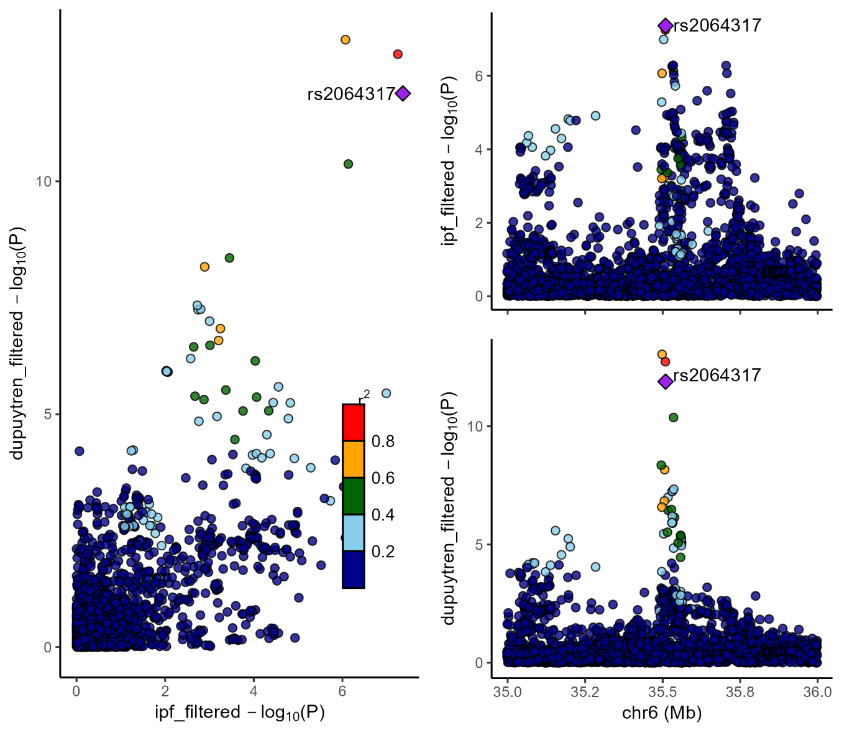 rs2064317
dupuytren_filtered − log10(P)
10
5
0
0
2
4
6
ipf_filtered − log10(P)
r2
0.8
0.6
0.4
0.2
rs2064317
ipf_filtered − log10(P)
6
4
2
0
rs2064317
dupuytren_filtered − log10(P)
10
5
0
35.0
35.2
35.5
35.8
36.0
chr6 (Mb)